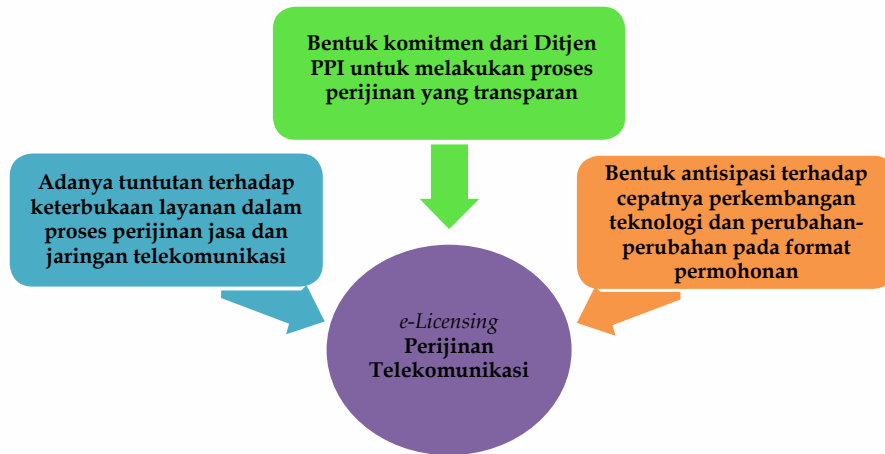 Bentuk komitmen dari Ditjen
PPI untuk melakukan proses
perijinan yang transparan
Adanya tuntutan terhadap
keterbukaan layanan dalam
proses perijinan jasa dan
jaringan telekomunikasi
Bentuk antisipasi terhadap
cepatnya perkembangan
teknologi dan perubahan-
perubahan pada format
permohonan
e-Licensing
Perijinan
Telekomunikasi